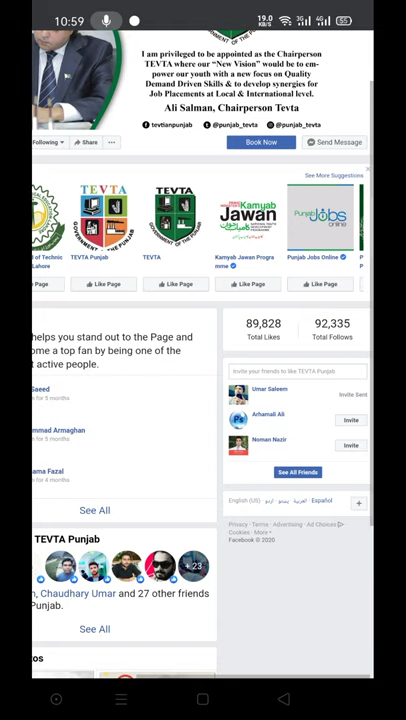 10:59
19.0
KB/S
3G
4G
55
I am privileged to be appointed as the Chairperson
TEVTA where our “New Vision” would be to em-
power our youth with a new focus on Quality
Demand Driven Skills & to develop synergies for
Job Placements at Local & International level.
Ali Salman, Chairperson Tevta
tevtianpunjab @punjab_tevta @punjab_tevta
Following Share ... Book Now Send Message
See More Suggestions
TEVTA
TEVTA
Kamyab
Jawan
Punjab Jobs
online
l of Technic
Lahore
TEVTA Punjab
TEVTA
Kamyab Jawan Progra
mme
Punjab Jobs Online
Page Like Page Like Page Like Page Like Page
helps you stand out to the Page and
ome a top fan by being one of the
t active people.
Saeed
n for 5 months
mmad Armaghan
n for 5 months
ama Fazal
n for 4 months
See All
89,828 92,335
Total Likes Total Follows
Invite your friends to like TEVTA Punjab
Umar Saleem
Invite Sent
Arhamali Ali
Invite
Noman Nazir
Invite
See All Friends
English (US) · اردو · پښتو · العربية · Español
+
Privacy · Terms · Advertising · Ad Choices
Cookies · More
Facebook © 2020
TEVTA Punjab
+ 23
n, Chaudhary Umar and 27 other friends
Punjab.
See All
tos